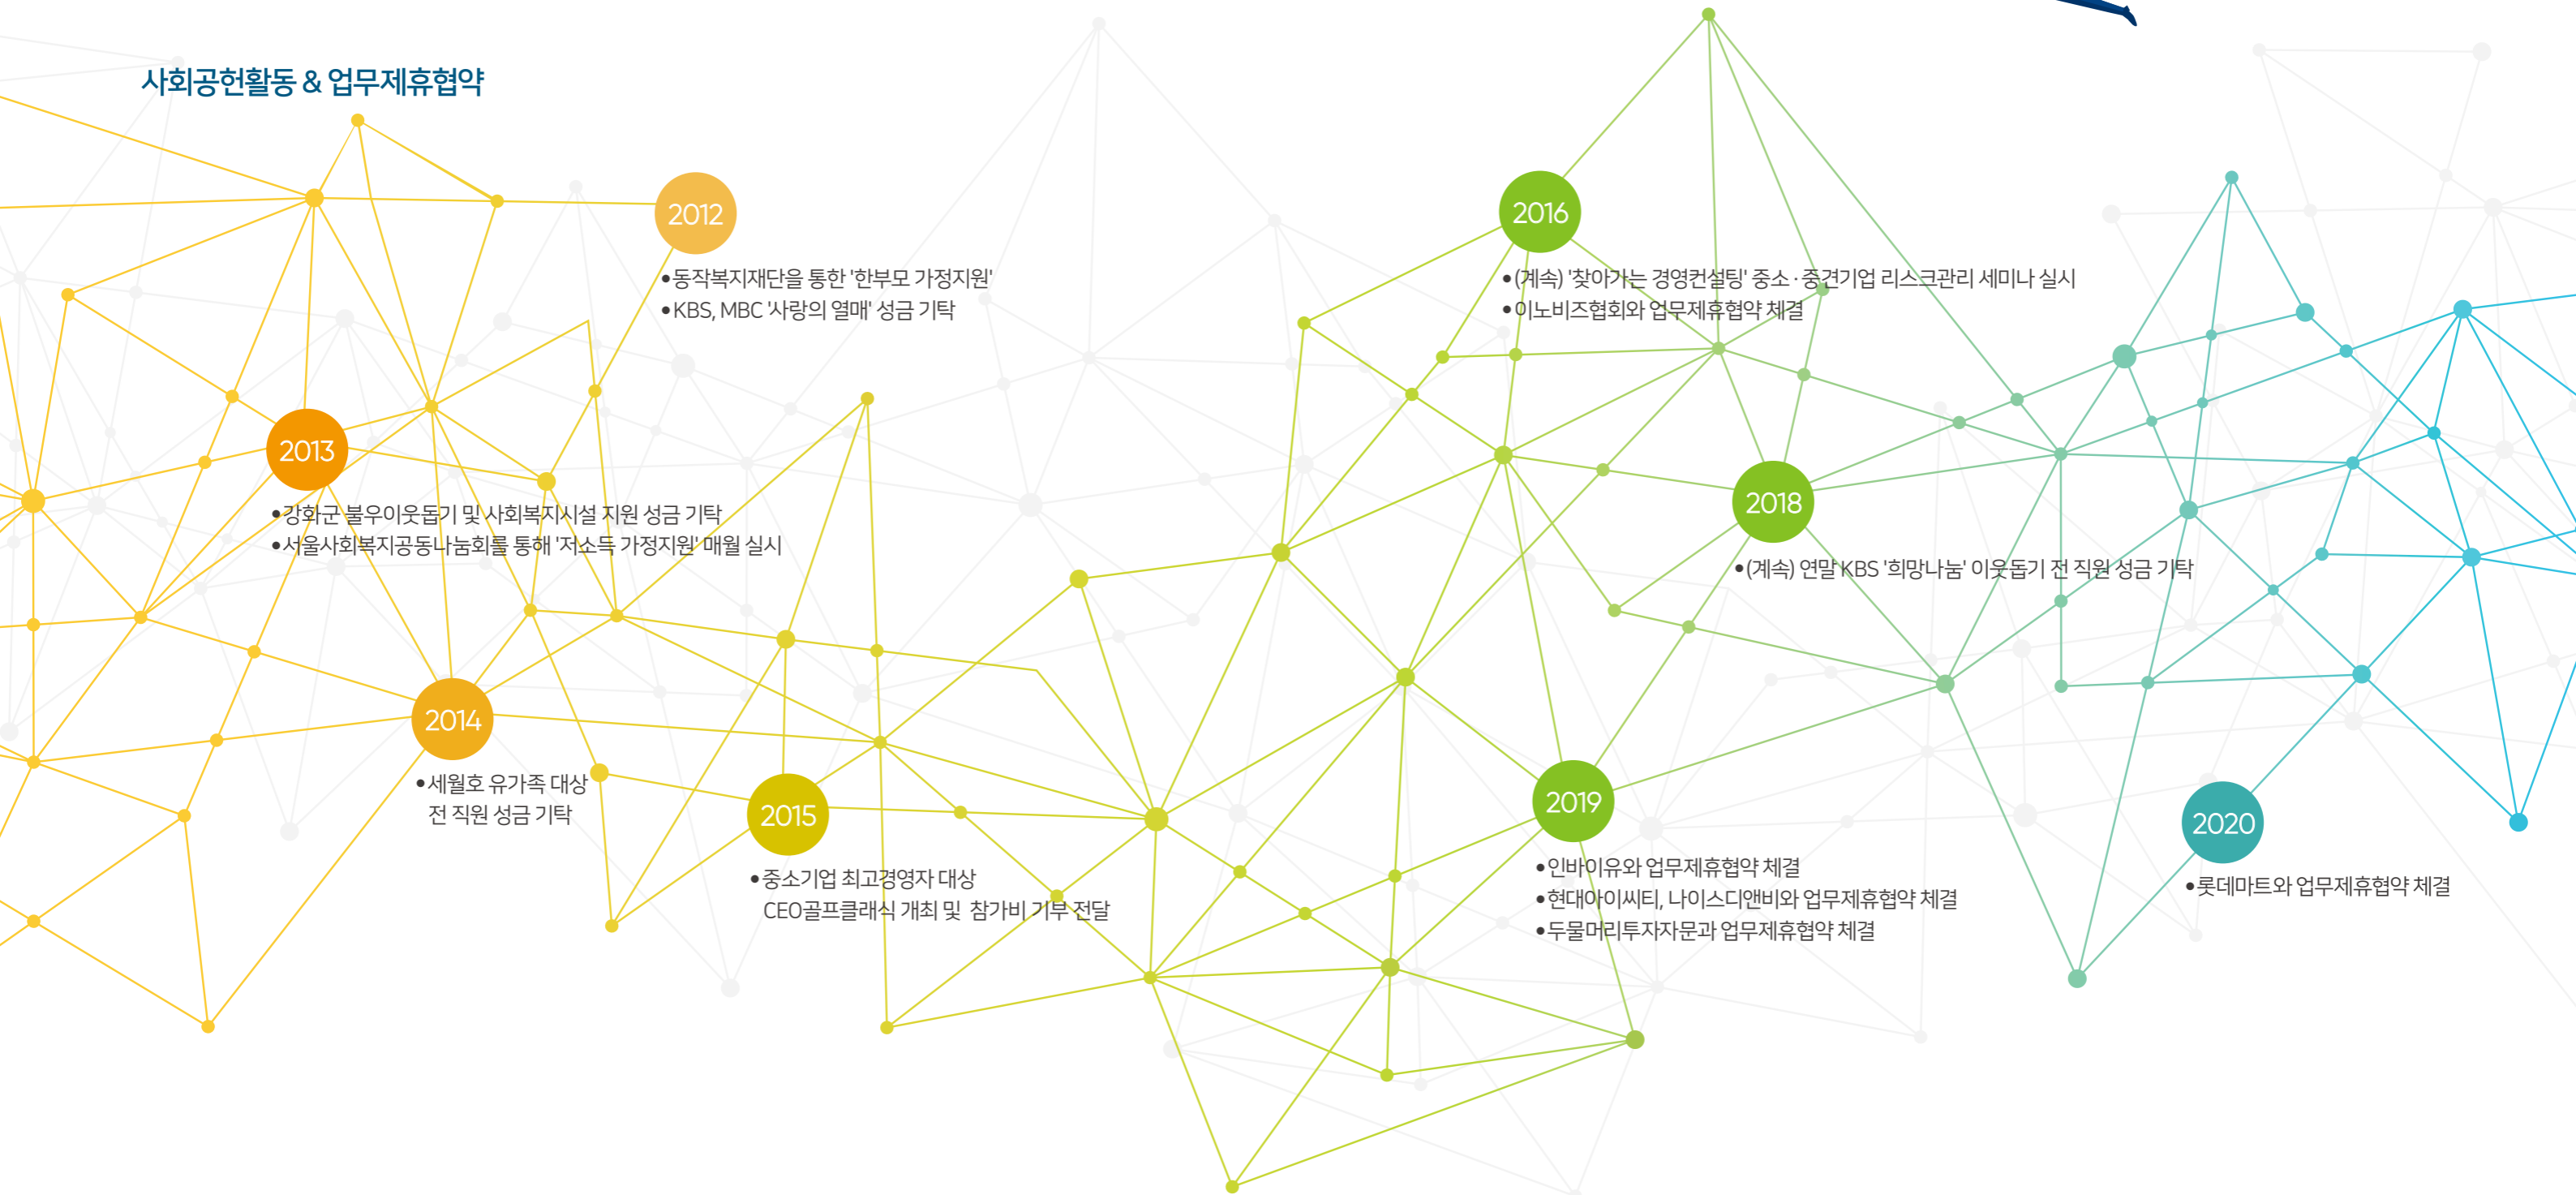 사회공헌활동 & 업무제휴협약
2012
•동작복지재단을 통한 '한부모 가정지원'
•KBS, MBC '사랑의 열매' 성금 기탁
2013
•강화군 불우이웃돕기 및 사회복지시설 지원 성금 기탁
•서울사회복지공동나눔회를 통해 '저소득 가정지원' 매월 실시
2014
•세월호 유가족 대상
전 직원 성금 기탁
2015
•중소기업 최고경영자 대상
CEO골프클래식 개최 및 참가비 기부 전달
2016
•(계속) '찾아가는 경영컨설팅' 중소·중견기업 리스크관리 세미나 실시
•이노비즈협회와 업무제휴협약 체결
2018
•(계속) 연말 KBS '희망나눔' 이웃돕기 전 직원 성금 기탁
2019
•인바이유와 업무제휴협약 체결
•현대아이씨티, 나이스디앤비와 업무제휴협약 체결
•두물머리투자자문과 업무제휴협약 체결
2020
•롯데마트와 업무제휴협약 체결